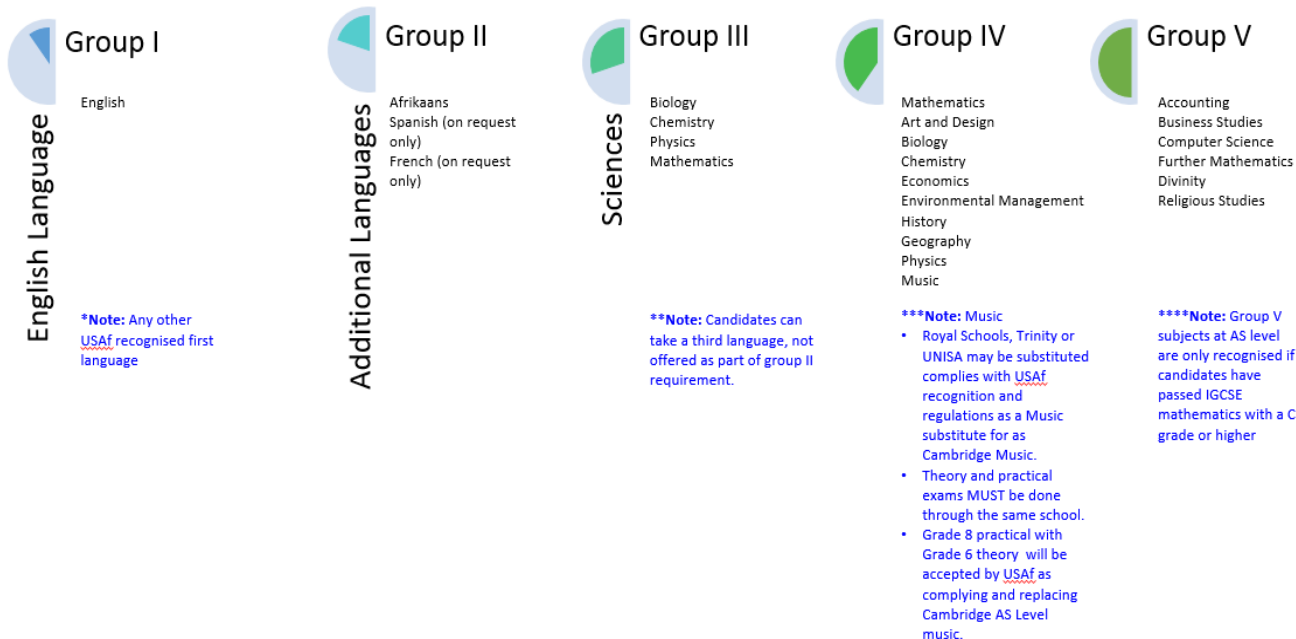 Group I
English Language
English
*Note: Any other
USAf recognised first
language
Group II
Additional Languages
Afrikaans
Spanish (on request
only)
French (on request
only)
Group III
Sciences
Biology
Chemistry
Physics
Mathematics
**Note: Candidates can
take a third language, not
offered as part of group II
requirement.
Group IV
Mathematics
Art and Design
Biology
Chemistry
Economics
Environmental Management
History
Geography
Physics
Music
***Note: Music
• Royal Schools, Trinity or
UNISA may be substituted
complies with USAf
recognition and
regulations as a Music
substitute for as
Cambridge Music.
• Theory and practical
exams MUST be done
through the same school.
• Grade 8 practical with
Grade 6 theory will be
accepted by USAf as
complying and replacing
Cambridge AS Level
music.
Group V
Accounting
Business Studies
Computer Science
Further Mathematics
Divinity
Religious Studies
****Note: Group V
subjects at AS level
are only recognised if
candidates have
passed IGCSE
mathematics with a C
grade or higher